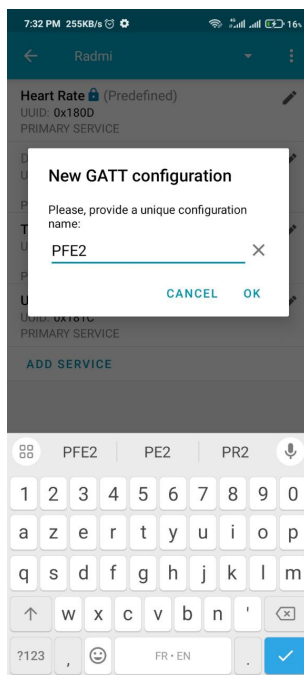 7:32 PM 255KB/s 16%
Radmi
Heart Rate (Predefined)
UUID: 0x180D
PRIMARY SERVICE
D
U
P
New GATT configuration
Please, provide a unique configuration
name:
PFE2
CANCEL OK
T
U
P
U
UUID: 0x181C
PRIMARY SERVICE
ADD SERVICE
PFE2 PE2 PR2
1 2 3 4 5 6 7 8 9 0
a z e r t y u i o p
q s d f g h j k l m
w x c v b n '
?123 , FR • EN .